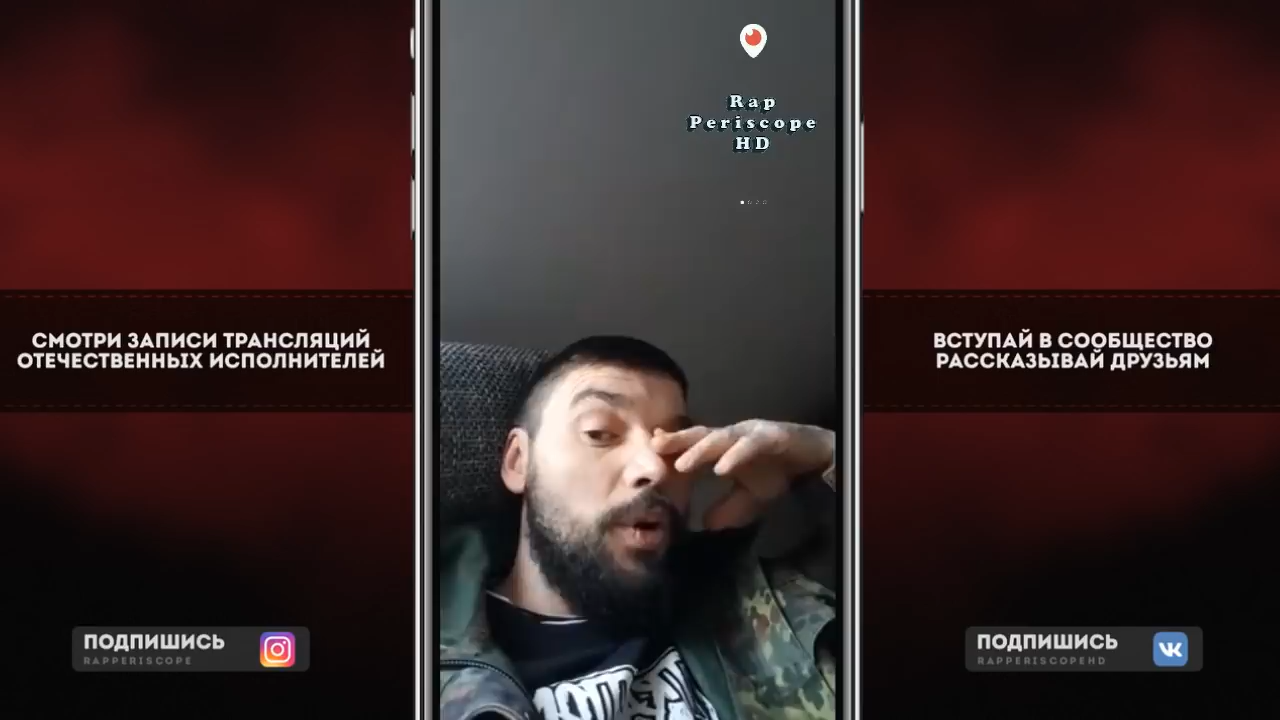 Rap
Periscope
HD
СМОТРИ ЗАПИСИ ТРАНСЛЯЦИЙ
ОТЕЧЕСТВЕННЫХ ИСПОЛНИТЕЛЕЙ
ВСТУПАЙ В СООБЩЕСТВО
РАССКАЗЫВАЙ ДРУЗЬЯМ
ПОДПИШИСЬ
RAPPERISCOPE
ПОДПИШИСЬ
RAPPERISCOPEHD